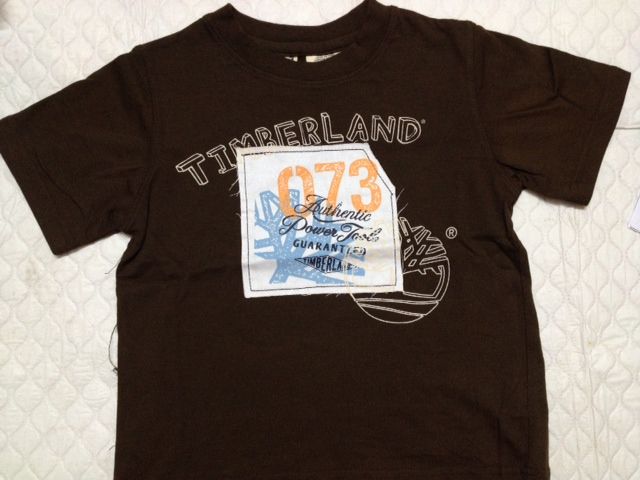 TIMBERLAND®
073
Authentic
Power Tools
GUARANTEED
TIMBERLAND
®